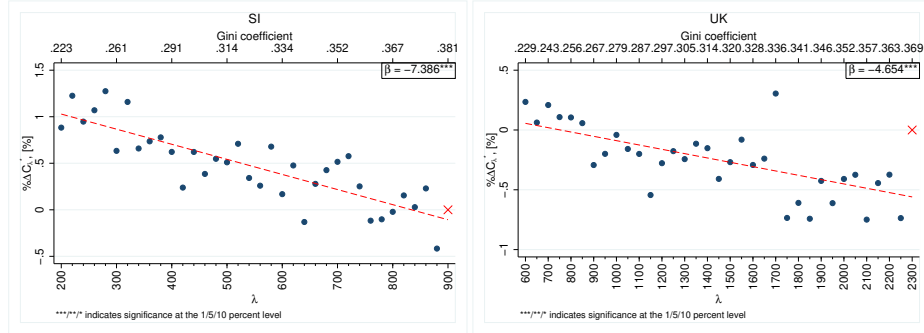 SI
Gini coefficient
.223 .261 .291 .314 .334 .352 .367 .381
β = −7.386***
%ΔCλ*, [%]
1.5
1
.5
0
−.5
200 300 400 500 600 700 800 900
λ
***/**/* indicates significance at the 1/5/10 percent level
UK
Gini coefficient
.229.243.256.267.279.287.297.305.314.320.328.336.341.346.352.357.363.369
β = −4.654***
%ΔCλ*, [%]
.5
0
−.5
−1
600 700 800 900 1000 1100 1200 1300 1400 1500 1600 1700 1800 1900 2000 2100 2200 2300
λ
***/**/* indicates significance at the 1/5/10 percent level